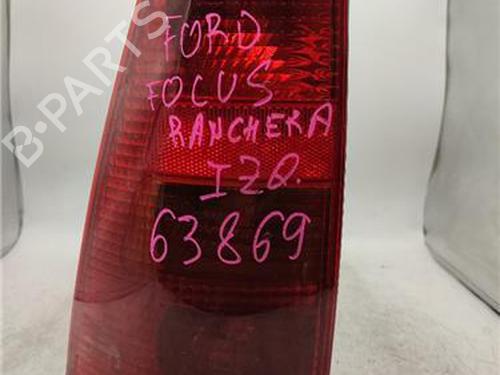 FORD
FOCUS
RANCHERA
IZQ.
63869
B-PARTS